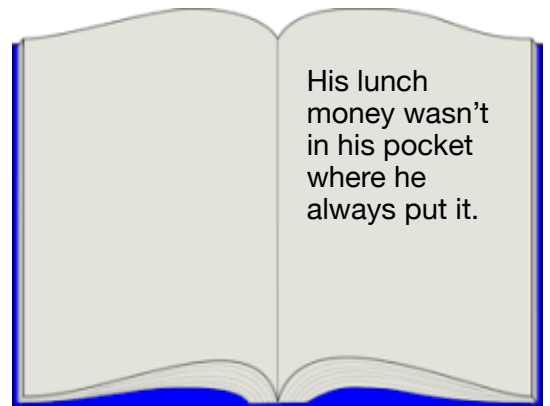 His lunch
money wasn’t
in his pocket
where he
always put it.